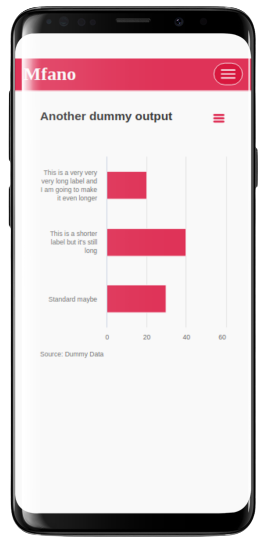 Mfano
Another dummy output
This is a very very
very long label and
I am going to make
it even longer
This is a shorter
label but it's still
long
Standard maybe
0 20 40 60
Source: Dummy Data